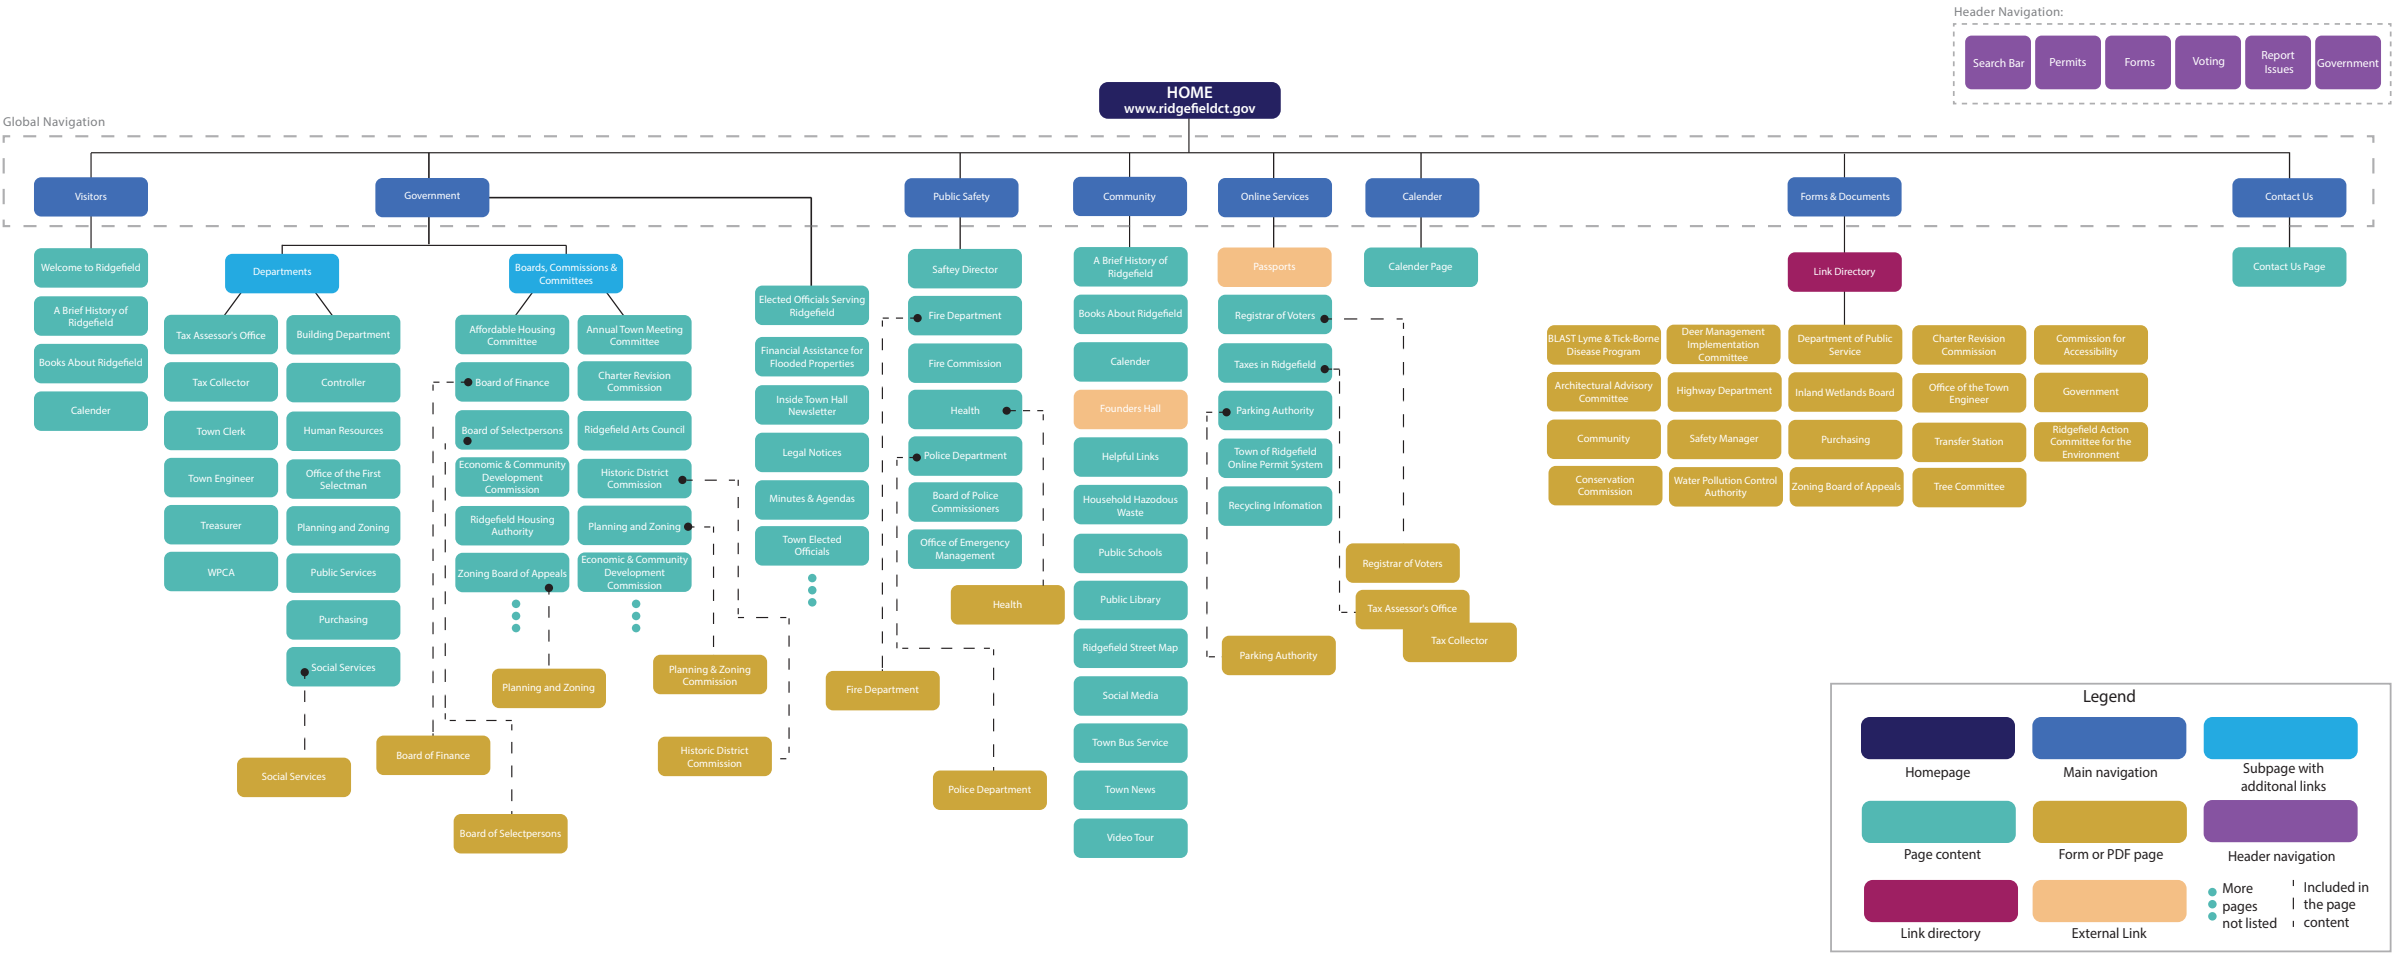 Header Navigation:
Search Bar
Permits
Forms
Voting
Report
Issues
Government
HOME
www.ridgefieldct.gov
Global Navigation
Visitors
Government
Public Safety
Community
Online Services
Calender
Forms & Documents
Contact Us
Welcome to Ridgefield
A Brief History of
Ridgefield
Books About Ridgefield
Calender
Departments
Tax Assessor's Office
Tax Collector
Town Clerk
Town Engineer
Treasurer
WPCA
Building Department
Controller
Human Resources
Office of the First
Selectman
Planning and Zoning
Public Services
Purchasing
Social Services
Social Services
Boards, Commissions &
Committees
Affordable Housing
Committee
Board of Finance
Board of Selectpersons
Economic & Community
Development
Commission
Ridgefield Housing
Authority
Zoning Board of Appeals
Annual Town Meeting
Committee
Charter Revision
Commission
Ridgefield Arts Council
Historic District
Commission
Planning and Zoning
Economic & Community
Development
Commission
Planning and Zoning
Board of Finance
Board of Selectpersons
Planning & Zoning
Commission
Historic District
Commission
Elected Officials Serving
Ridgefield
Financial Assistance for
Flooded Properties
Inside Town Hall
Newsletter
Legal Notices
Minutes & Agendas
Town Elected
Officials
Saftey Director
Fire Department
Fire Commission
Health
Police Department
Board of Police
Commissioners
Office of Emergency
Management
Health
Fire Department
Police Department
A Brief History of
Ridgefield
Books About Ridgefield
Calender
Founders Hall
Helpful Links
Household Hazodous
Waste
Public Schools
Public Library
Ridgefield Street Map
Social Media
Town Bus Service
Town News
Video Tour
Passports
Registrar of Voters
Taxes in Ridgefield
Parking Authority
Town of Ridgefield
Online Permit System
Recycling Infomation
Registrar of Voters
Tax Assessor's Office
Tax Collector
Parking Authority
Calender Page
Link Directory
BLAST Lyme & Tick-Borne
Disease Program
Architectural Advisory
Committee
Community
Conservation
Commission
Deer Management
Implementation
Committee
Highway Department
Safety Manager
Water Pollution Control
Authority
Department of Public
Service
Inland Wetlands Board
Purchasing
Zoning Board of Appeals
Charter Revision
Commission
Office of the Town
Engineer
Transfer Station
Tree Committee
Commission for
Accessibility
Government
Ridgefield Action
Committee for the
Environment
Contact Us Page
Legend
Homepage
Main navigation
Subpage with
additonal links
Page content
Form or PDF page
Header navigation
Link directory
External Link
More
pages
not listed
Included in
the page
content